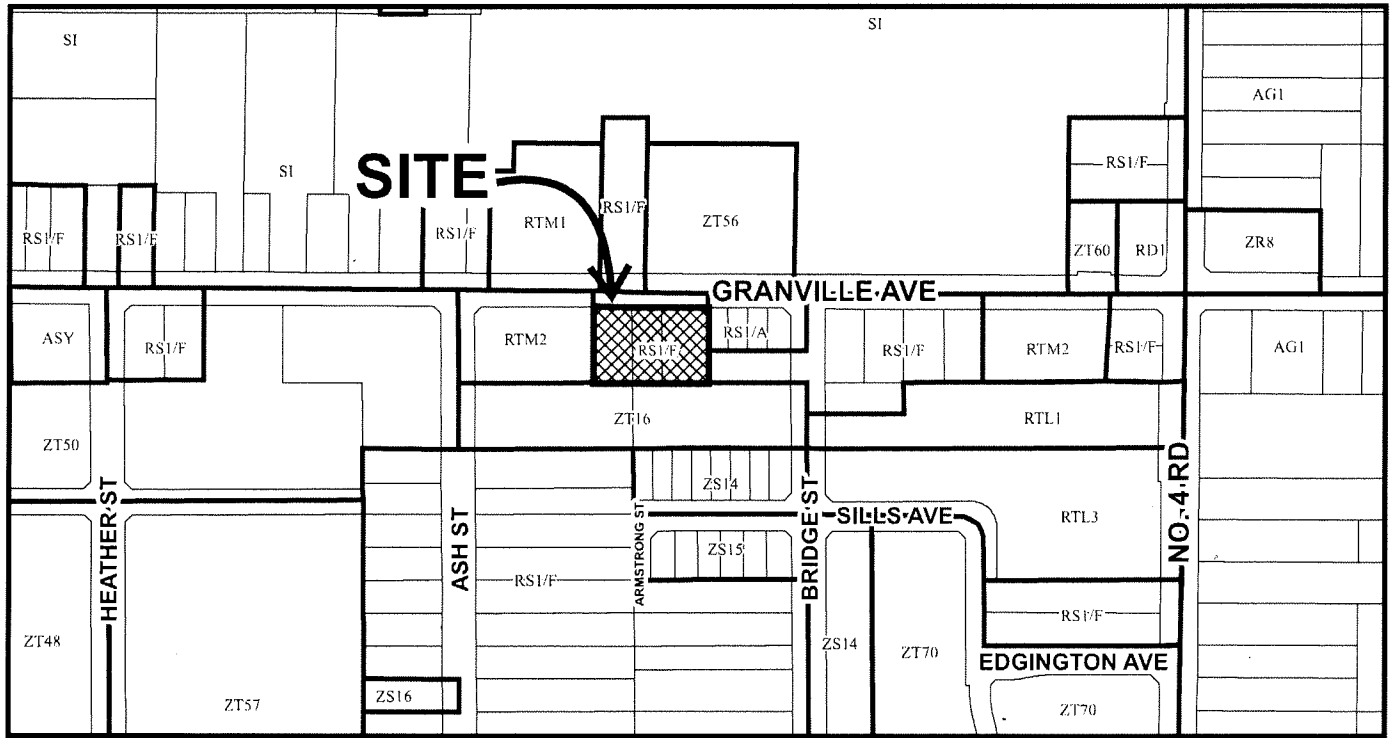 SI
SI
AG1
SI
SITE
RS1/F
RS1/F
RS1/F
RS1/F
RTM1
RS1/F
ZT56
ZT60
RD1
ZR8
GRANVILLE AVE
ASY
RS1/F
RTM2
RS1/F
RS1/A
RS1/F
RTM2
RS1/F
AG1
ZT50
ZT16
RTL1
HEATHER ST
ASH ST
ARMSTRONG ST
BRIDGE ST
NO. 4 RD
ZS14
SILLS AVE
RTL3
ZS15
RS1/F
RS1/F
ZT48
ZT57
ZS16
ZS14
ZT70
EDGINGTON AVE
ZT70